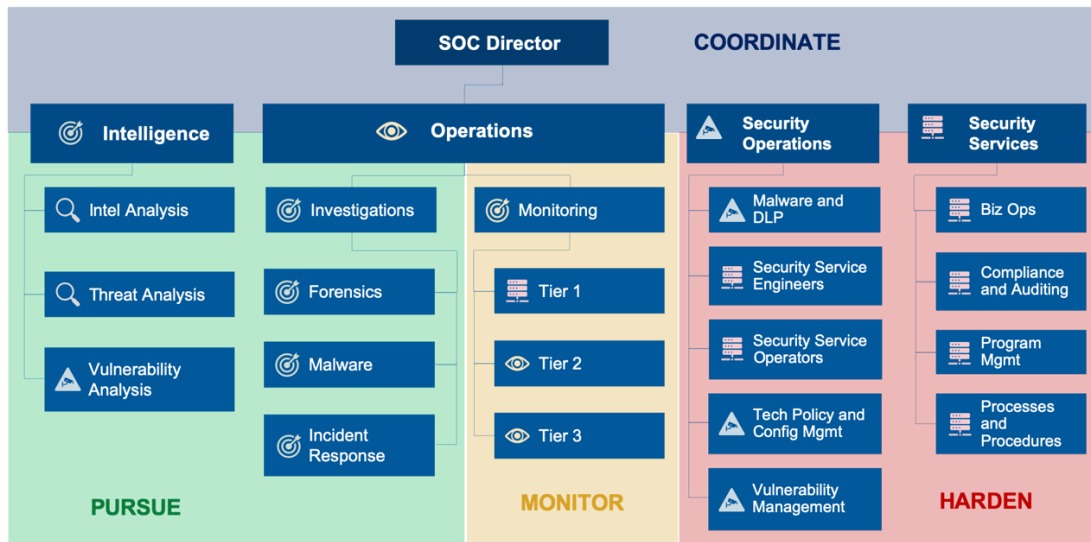 SOC Director
COORDINATE
Intelligence
Operations
Security
Operations
Security
Services
Intel Analysis
Threat Analysis
Vulnerability
Analysis
Investigations
Forensics
Malware
Incident
Response
Monitoring
Tier 1
Tier 2
Tier 3
Malware and
DLP
Security Service
Engineers
Security Service
Operators
Tech Policy and
Config Mgmt
Vulnerability
Management
Biz Ops
Compliance
and Auditing
Program
Mgmt
Processes
and
Procedures
PURSUE
MONITOR
HARDEN